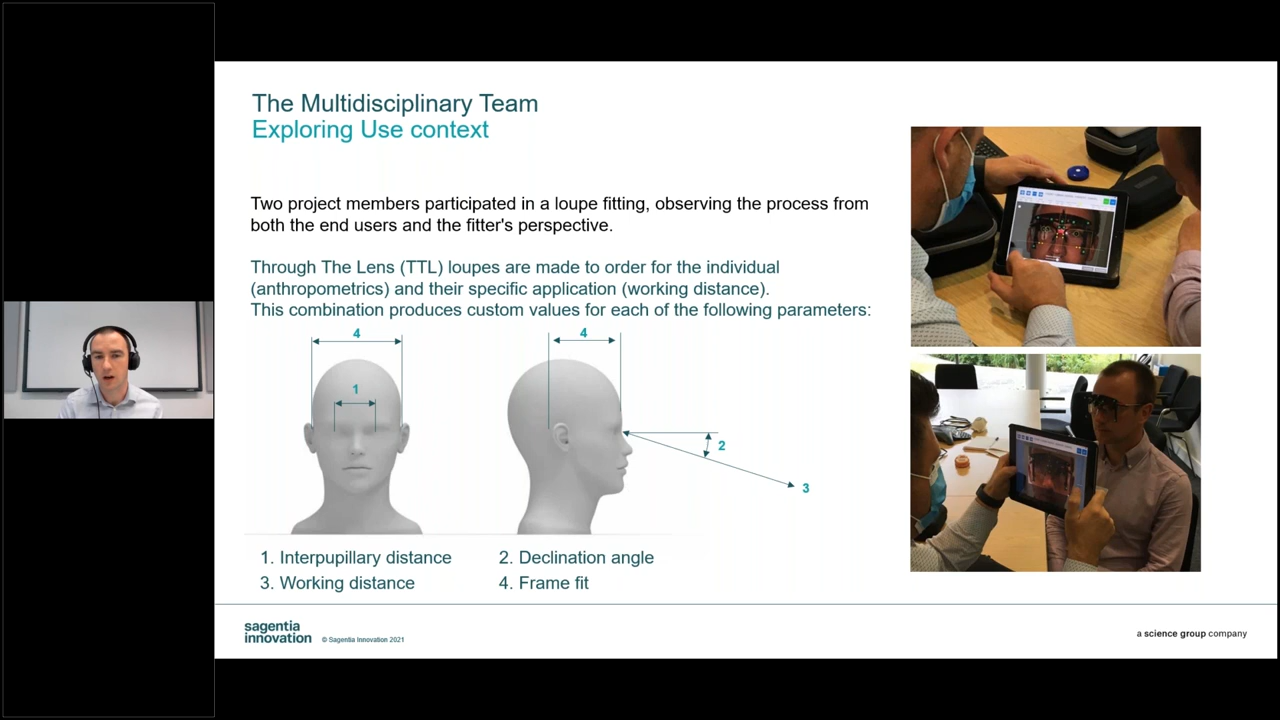 The Multidisciplinary Team
Exploring Use context
Two project members participated in a loupe fitting, observing the process from
both the end users and the fitter's perspective.
Through The Lens (TTL) loupes are made to order for the individual
(anthropometrics) and their specific application (working distance).
This combination produces custom values for each of the following parameters:
4
4
1
2
3
1. Interpupillary distance
2. Declination angle
3. Working distance
4. Frame fit
sagentia
innovation
© Sagentia Innovation 2021
a science group company